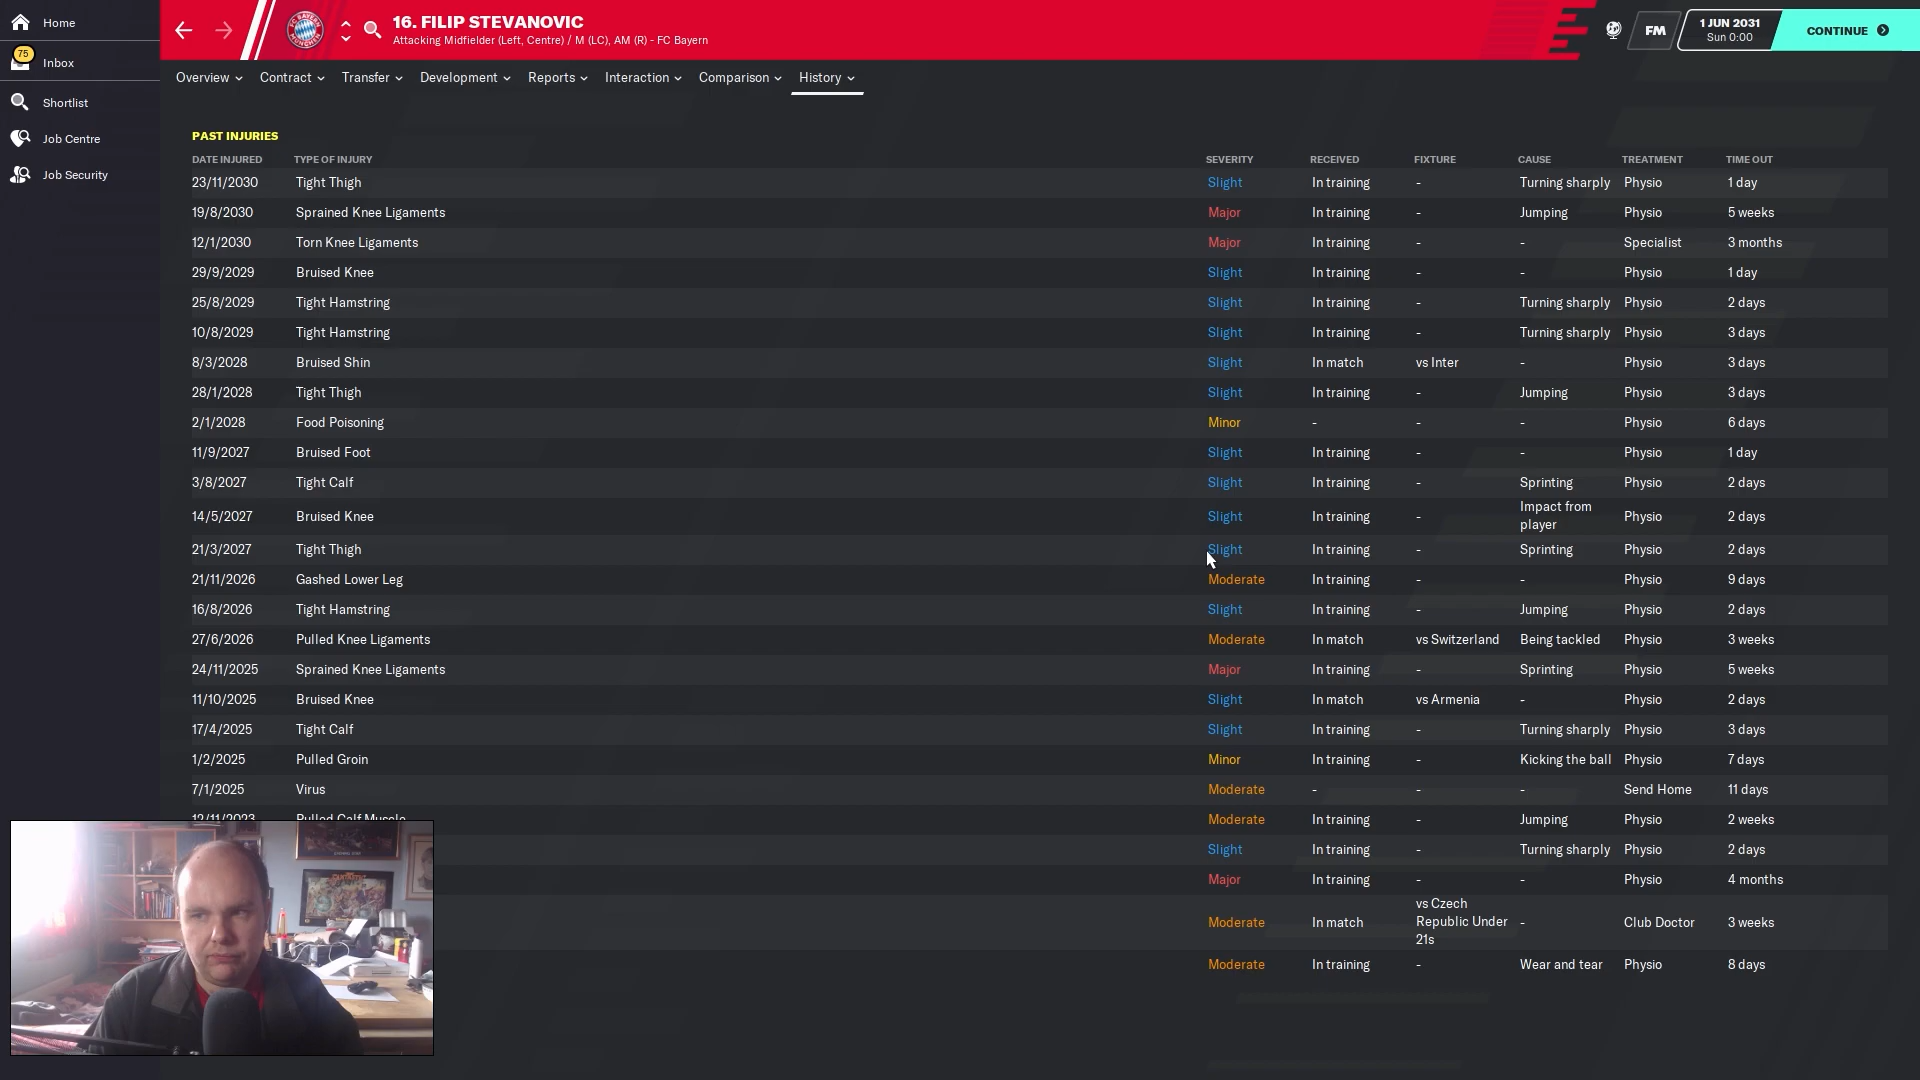 Home
75
Inbox
Shortlist
Job Centre
Job Security
16. FILIP STEVANOVIC
Attacking Midfielder (Left, Centre) / M (LC), AM (R) - FC Bayern
FM
1 JUN 2031
Sun 0:00
CONTINUE
Overview Contract Transfer Development Reports Interaction Comparison History
PAST INJURIES
DATE INJURED TYPE OF INJURY SEVERITY RECEIVED FIXTURE CAUSE TREATMENT TIME OUT
23/11/2030 Tight Thigh Slight In training - Turning sharply Physio 1 day
19/8/2030 Sprained Knee Ligaments Major In training - Jumping Physio 5 weeks
12/1/2030 Torn Knee Ligaments Major In training - - Specialist 3 months
29/9/2029 Bruised Knee Slight In training - - Physio 1 day
25/8/2029 Tight Hamstring Slight In training - Turning sharply Physio 2 days
10/8/2029 Tight Hamstring Slight In training - Turning sharply Physio 3 days
8/3/2028 Bruised Shin Slight In match vs Inter - Physio 3 days
28/1/2028 Tight Thigh Slight In training - Jumping Physio 3 days
2/1/2028 Food Poisoning Minor - - - Physio 6 days
11/9/2027 Bruised Foot Slight In training - - Physio 1 day
3/8/2027 Tight Calf Slight In training - Sprinting Physio 2 days
14/5/2027 Bruised Knee Slight In training - Impact from player Physio 2 days
21/3/2027 Tight Thigh Slight In training - Sprinting Physio 2 days
21/11/2026 Gashed Lower Leg Moderate In training - - Physio 9 days
16/8/2026 Tight Hamstring Slight In training - Jumping Physio 2 days
27/6/2026 Pulled Knee Ligaments Moderate In match vs Switzerland Being tackled Physio 3 weeks
24/11/2025 Sprained Knee Ligaments Major In training - Sprinting Physio 5 weeks
11/10/2025 Bruised Knee Slight In match vs Armenia - Physio 2 days
17/4/2025 Tight Calf Slight In training - Turning sharply Physio 3 days
1/2/2025 Pulled Groin Minor In training - Kicking the ball Physio 7 days
7/1/2025 Virus Moderate - - - Send Home 11 days
12/11/2023 Pulled Calf Muscle Moderate In training - Jumping Physio 2 weeks
Slight In training - Turning sharply Physio 2 days
Major In training - - Physio 4 months
Moderate In match vs Czech Republic Under 21s - Club Doctor 3 weeks
Moderate In training - Wear and tear Physio 8 days